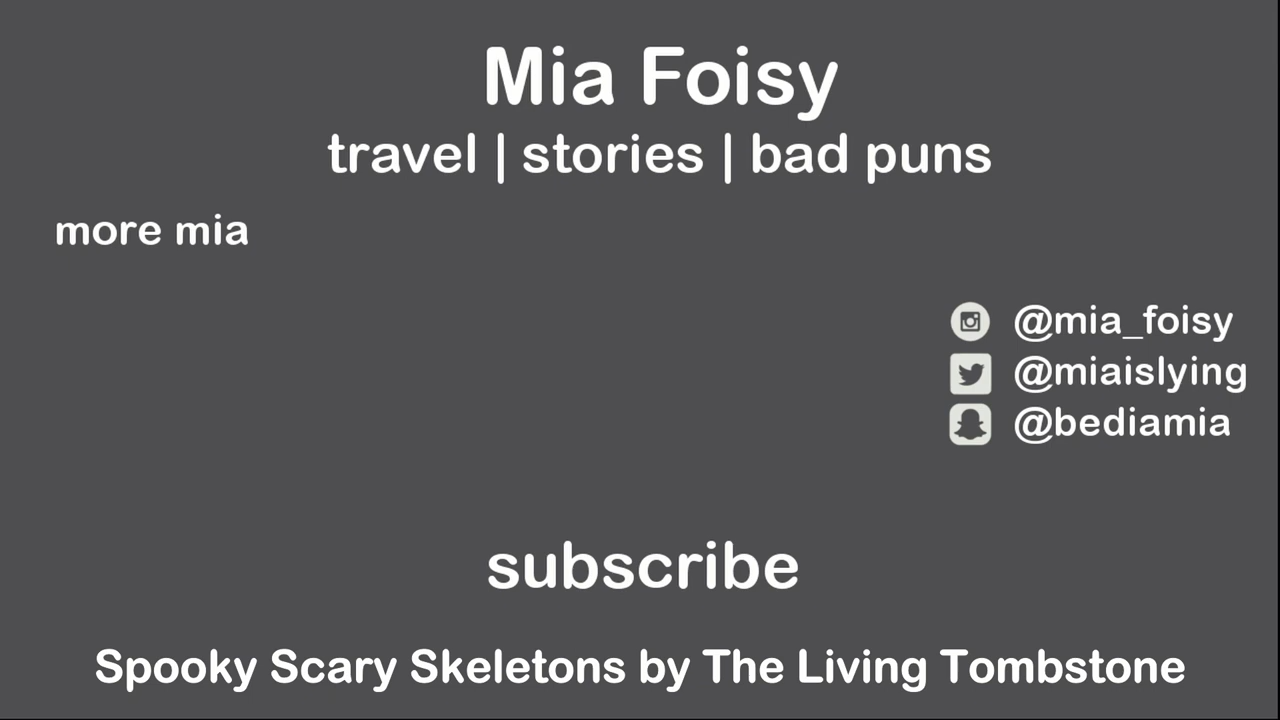 Mia Foisy
travel | stories | bad puns
more mia
@mia_foisy
@miaislying
@bediamia
subscribe
Spooky Scary Skeletons by The Living Tombstone